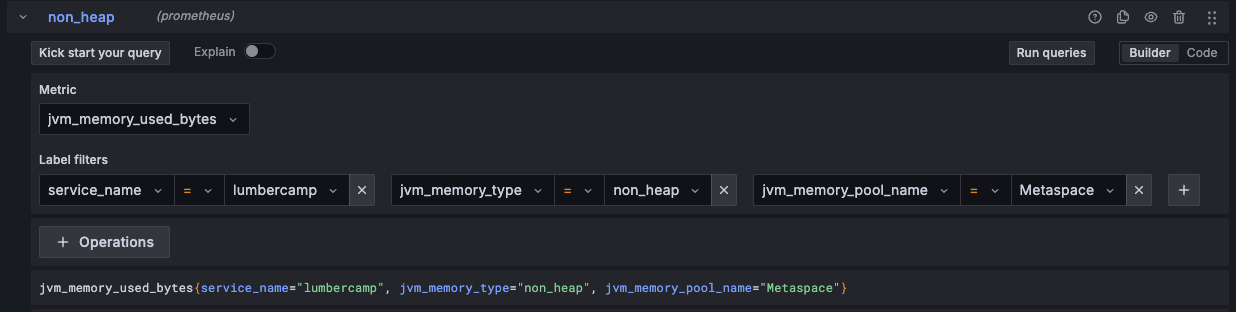 non_heap (prometheus)
Kick start your query Explain Run queries Builder Code
Metric
jvm_memory_used_bytes
Label filters
service_name = lumbercamp jvm_memory_type = non_heap jvm_memory_pool_name = Metaspace
+ Operations
jvm_memory_used_bytes{service_name="lumbercamp", jvm_memory_type="non_heap", jvm_memory_pool_name="Metaspace"}